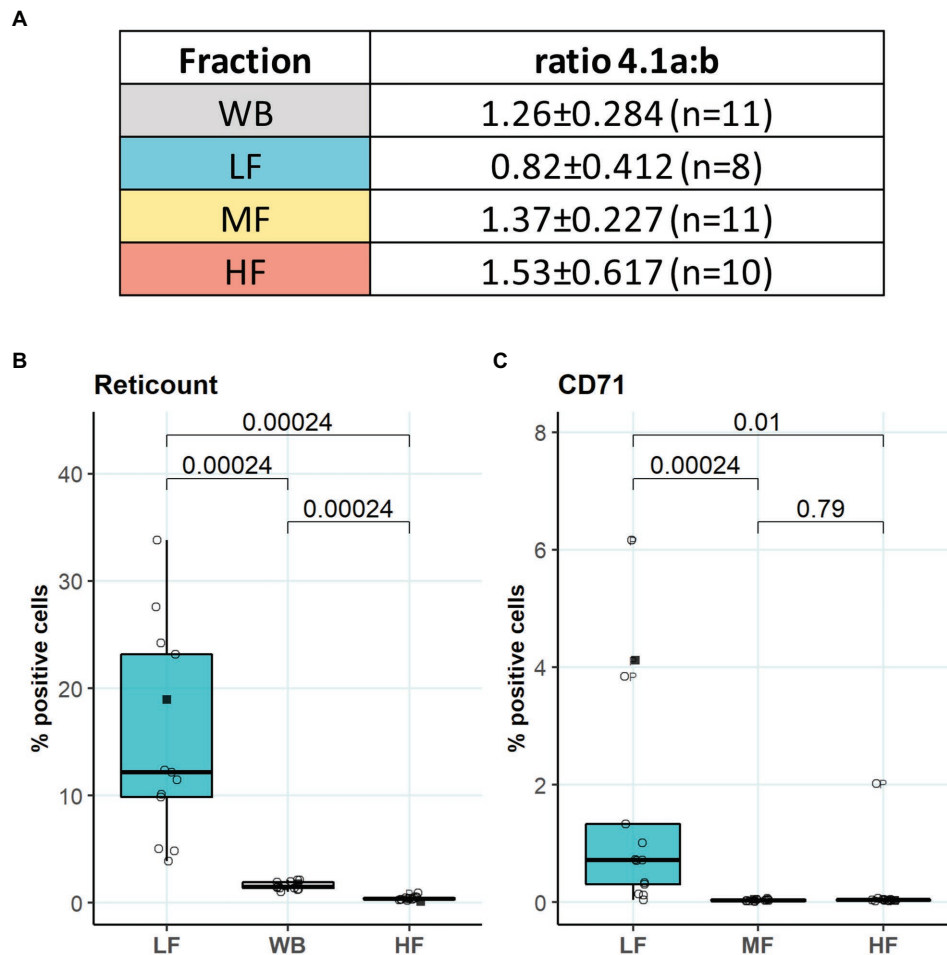 A
Fraction ratio 4.1a:b
WB 1.26±0.284 (n=11)
LF 0.82±0.412 (n=8)
MF 1.37±0.227 (n=11)
HF 1.53±0.617 (n=10)
B
Reticount
0.00024
0.00024
0.00024
40
30
20
10
0
% positive cells
LF WB HF
C
CD71
0.01
0.00024
0.79
8
6
4
2
0
% positive cells
LF MF HF